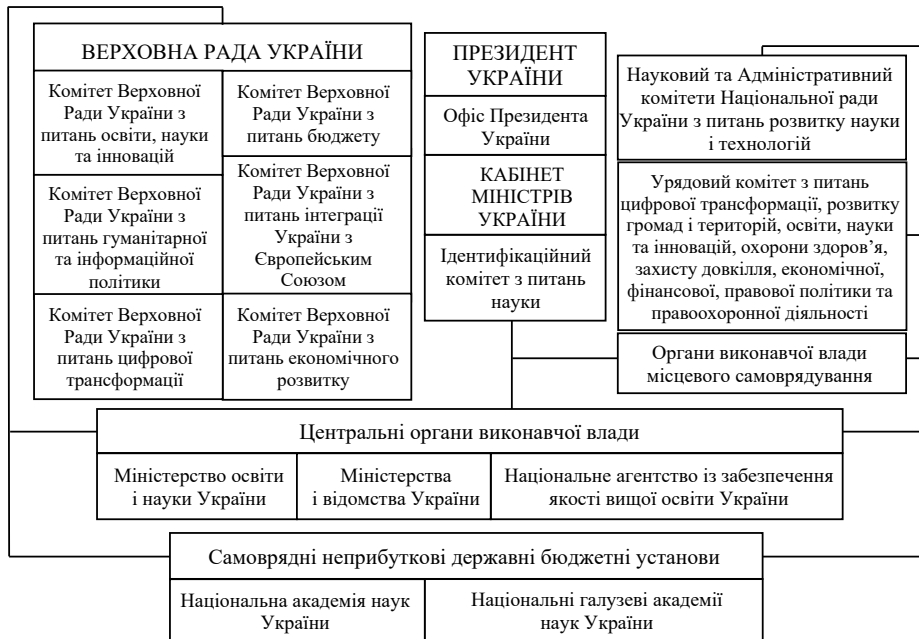 ВЕРХОВНА РАДА УКРАЇНИ
Комітет Верховної
Ради України з
питань освіти, науки
та інновацій
Комітет Верховної
Ради України з
питань бюджету
Комітет Верховної
Ради України з
питань гуманітарної
та інформаційної
політики
Комітет Верховної
Ради України з
питань інтеграції
України з
Європейським
Союзом
Комітет Верховної
Ради України з
питань цифрової
трансформації
Комітет Верховної
Ради України з
питань економічного
розвитку
ПРЕЗИДЕНТ
УКРАЇНИ
Офіс Президента
України
КАБІНЕТ
МІНІСТРІВ
УКРАЇНИ
Ідентифікаційний
комітет з питань
науки
Науковий та Адміністративний
комітети Національної ради
України з питань розвитку науки
і технологій
Урядовий комітет з питань
цифрової трансформації, розвитку
громад і територій, освіти, науки
та інновацій, охорони здоров’я,
захисту довкілля, економічної,
фінансової, правової політики та
правоохоронної діяльності
Органи виконавчої влади
місцевого самоврядування
Центральні органи виконавчої влади
Міністерство освіти
і науки України
Міністерства
і відомства України
Національне агентство із забезпечення
якості вищої освіти України
Самоврядні неприбуткові державні бюджетні установи
Національна академія наук
України
Національні галузеві академії
наук України